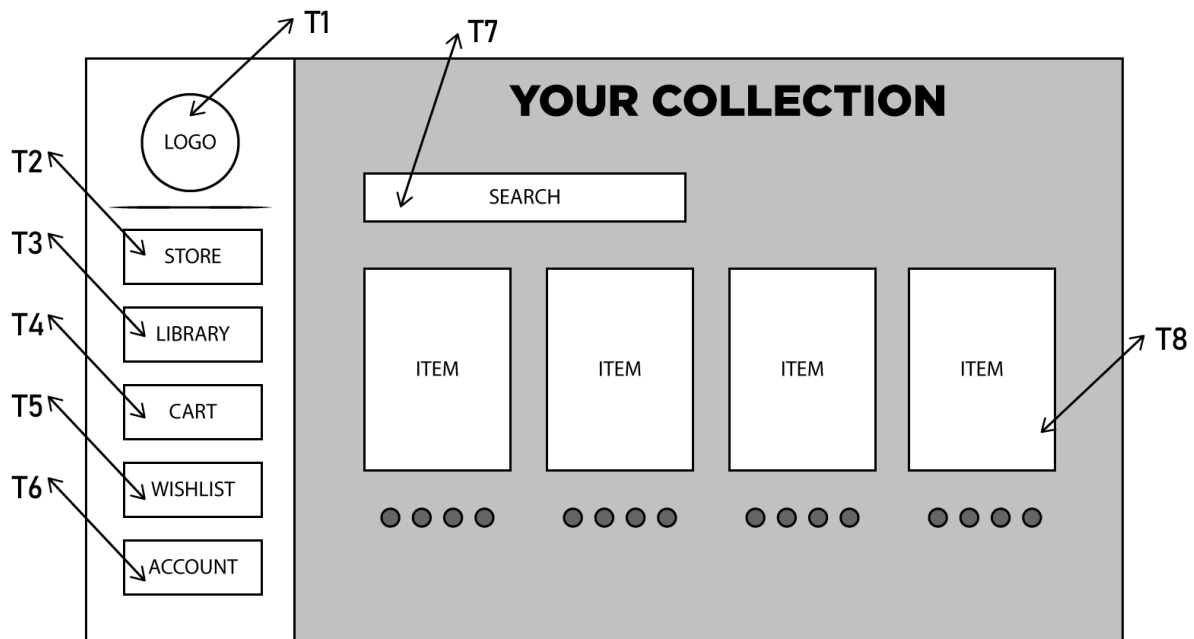 T1
T7
YOUR COLLECTION
LOGO
T2
SEARCH
T3
STORE
T4
LIBRARY
ITEM ITEM ITEM ITEM
T8
T5
CART
T6
WISHLIST
ACCOUNT